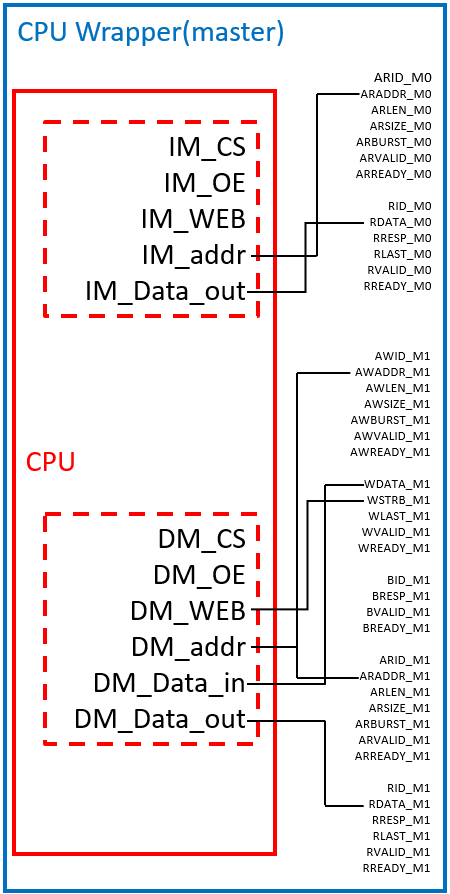 CPU Wrapper(master)
IM_CS
IM_OE
IM_WEB
IM_addr
IM_Data_out
CPU
DM_CS
DM_OE
DM_WEB
DM_addr
DM_Data_in
DM_Data_out
ARID_M0
ARADDR_M0
ARLEN_M0
ARSIZE_M0
ARBURST_M0
ARVALID_M0
ARREADY_M0
RID_M0
RDATA_M0
RRESP_M0
RLAST_M0
RVALID_M0
RREADY_M0
AWID_M1
AWADDR_M1
AWLEN_M1
AWSIZE_M1
AWBURST_M1
AWVALID_M1
AWREADY_M1
WDATA_M1
WSTRB_M1
WLAST_M1
WVALID_M1
WREADY_M1
BID_M1
BRESP_M1
BVALID_M1
BREADY_M1
ARID_M1
ARADDR_M1
ARLEN_M1
ARSIZE_M1
ARBURST_M1
ARVALID_M1
ARREADY_M1
RID_M1
RDATA_M1
RRESP_M1
RLAST_M1
RVALID_M1
RREADY_M1